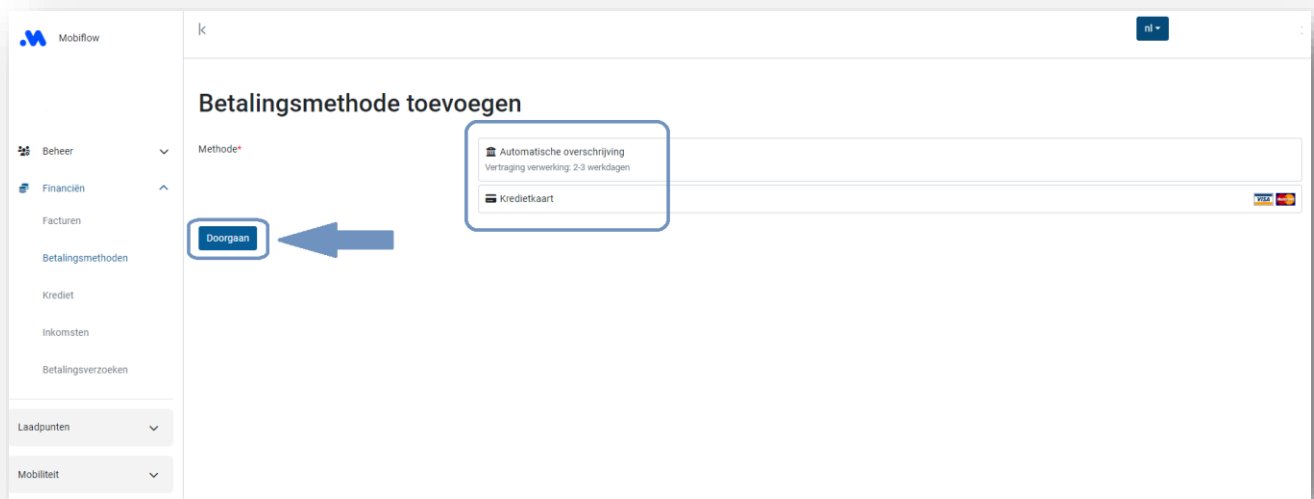 Mobiflow
k
nl
Betalingsmethode toevoegen
Beheer
Methode*
Automatische overschrijving
Vertraging verwerking: 2-3 werkdagen
Financiën
Kredietkaart
VISA
Facturen
Doorgaan
Betalingsmethoden
Krediet
Inkomsten
Betalingsverzoeken
Laadpunten
Mobiliteit